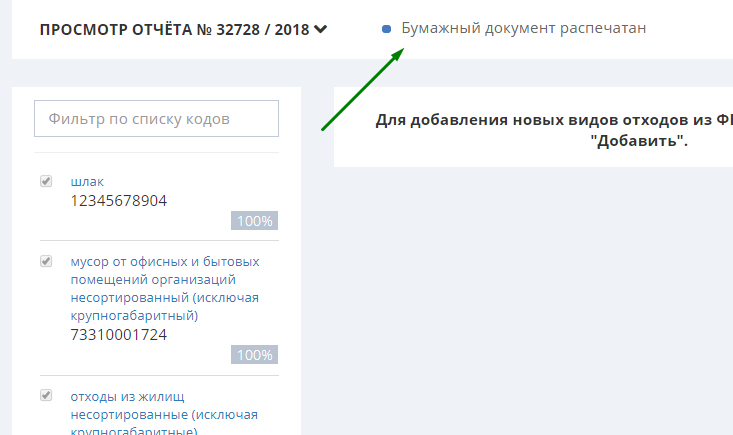 ПРОСМОТР ОТЧЁТА № 32728 / 2018
Бумажный документ распечатан
Фильтр по списку кодов
Для добавления новых видов отходов из
"Добавить".
шлак
12345678904
100%
мусор от офисных и бытовых
помещений организаций
несортированный (исключая
крупногабаритный)
73310001724
100%
отходы из жилищ
несортированные (исключая
крупногабаритные)